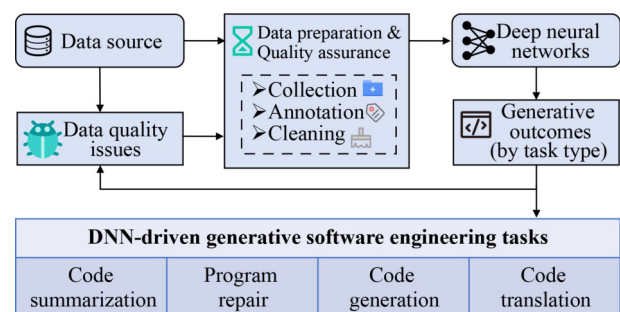 Data source
Data preparation &
Quality assurance
➢Collection
➢Annotation
➢Cleaning
Deep neural
networks
Data quality
issues
</>
Generative
outcomes
(by task type)
DNN-driven generative software engineering tasks
Code
summarization
Program
repair
Code
generation
Code
translation